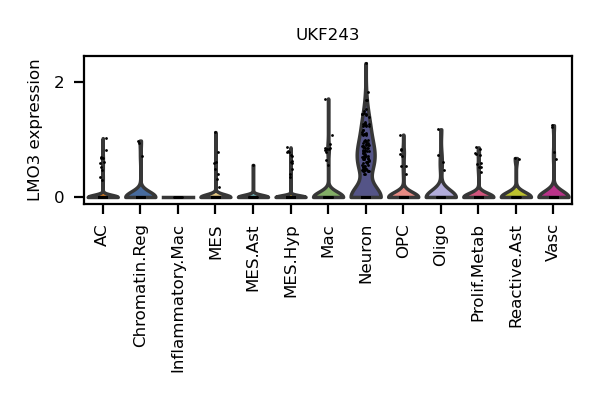 UKF243
LMO3 expression
2
0
AC
Chromatin.Reg
Inflammatory.Mac
MES
MES.Ast
MES.Hyp
Mac
Neuron
OPC
Oligo
Prolif.Metab
Reactive.Ast
Vasc